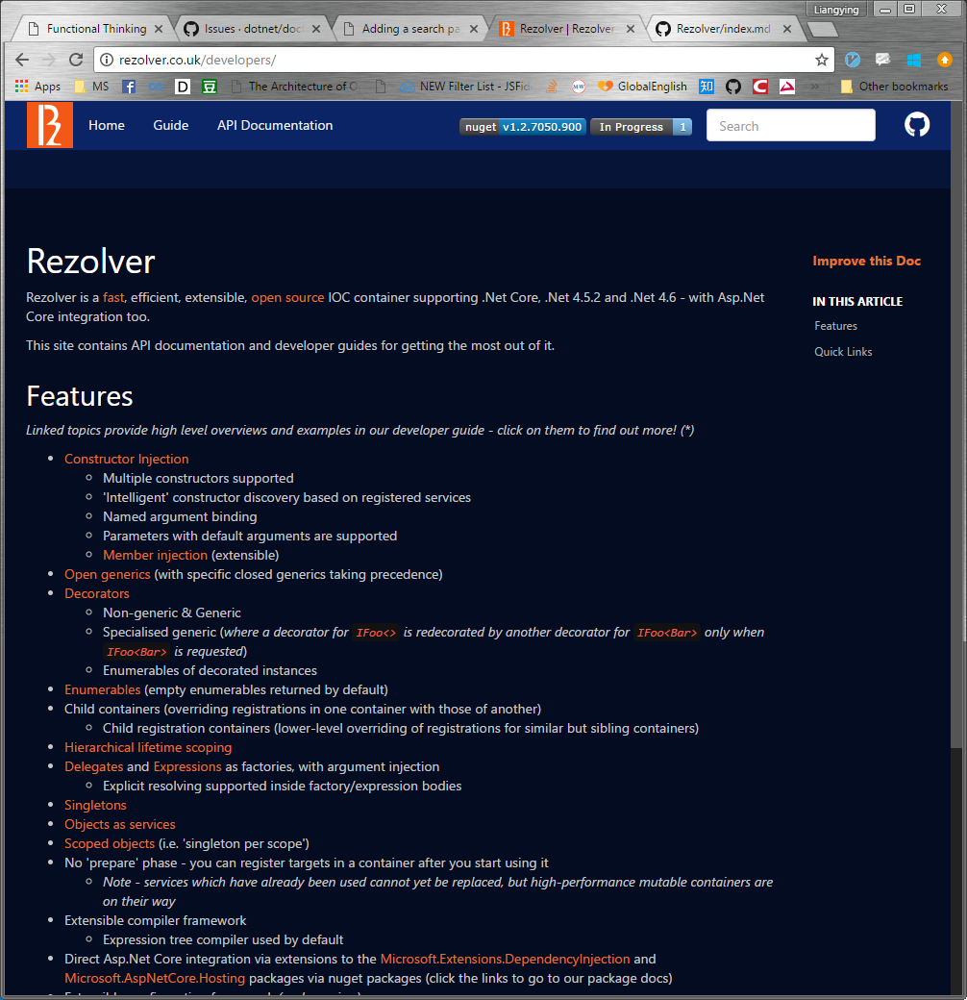 Liangying
Functional Thinking
Issues · dotnet/doc
Adding a search pa
Rezolver | Rezolver
Rezolver/index.md
rezolver.co.uk/developers/
Apps
MS
D
豆
The Architecture of
NEW Filter List - JSFid
M-W
GlobalEnglish
知
»
Other bookmarks
Home
Guide
API Documentation
nuget v1.2.7050.900
In Progress 1
Search
Rezolver
Rezolver is a fast, efficient, extensible, open source IOC container supporting .Net Core, .Net 4.5.2 and .Net 4.6 - with Asp.Net
Core integration too.
This site contains API documentation and developer guides for getting the most out of it.
Improve this Doc
IN THIS ARTICLE
Features
Quick Links
Features
Linked topics provide high level overviews and examples in our developer guide - click on them to find out more! (*)
Constructor Injection
Multiple constructors supported
'Intelligent' constructor discovery based on registered services
Named argument binding
Parameters with default arguments are supported
Member injection (extensible)
Open generics (with specific closed generics taking precedence)
Decorators
Non-generic & Generic
Specialised generic (where a decorator for IFoo<> is redecorated by another decorator for IFoo<Bar> only when
IFoo<Bar> is requested)
Enumerables of decorated instances
Enumerables (empty enumerables returned by default)
Child containers (overriding registrations in one container with those of another)
Child registration containers (lower-level overriding of registrations for similar but sibling containers)
Hierarchical lifetime scoping
Delegates and Expressions as factories, with argument injection
Explicit resolving supported inside factory/expression bodies
Singletons
Objects as services
Scoped objects (i.e. 'singleton per scope')
No 'prepare' phase - you can register targets in a container after you start using it
Note - services which have already been used cannot yet be replaced, but high-performance mutable containers are
on their way
Extensible compiler framework
Expression tree compiler used by default
Direct Asp.Net Core integration via extensions to the Microsoft.Extensions.DependencyInjection and
Microsoft.AspNetCore.Hosting packages via nuget packages (click the links to go to our package docs)